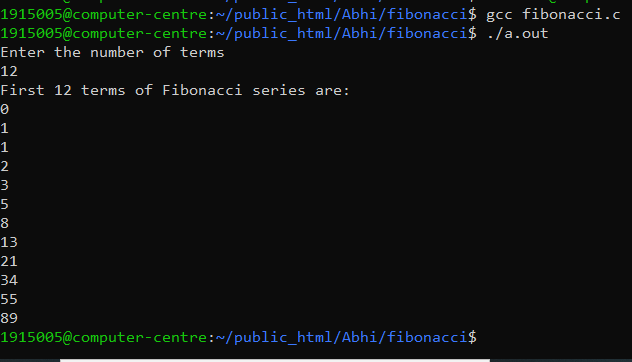 1915005@computer-centre:~/public_html/Abhi/fibonacci$ gcc fibonacci.c
1915005@computer-centre:~/public_html/Abhi/fibonacci$ ./a.out
Enter the number of terms
12
First 12 terms of Fibonacci series are:
0
1
1
2
3
5
8
13
21
34
55
89
1915005@computer-centre:~/public_html/Abhi/fibonacci$